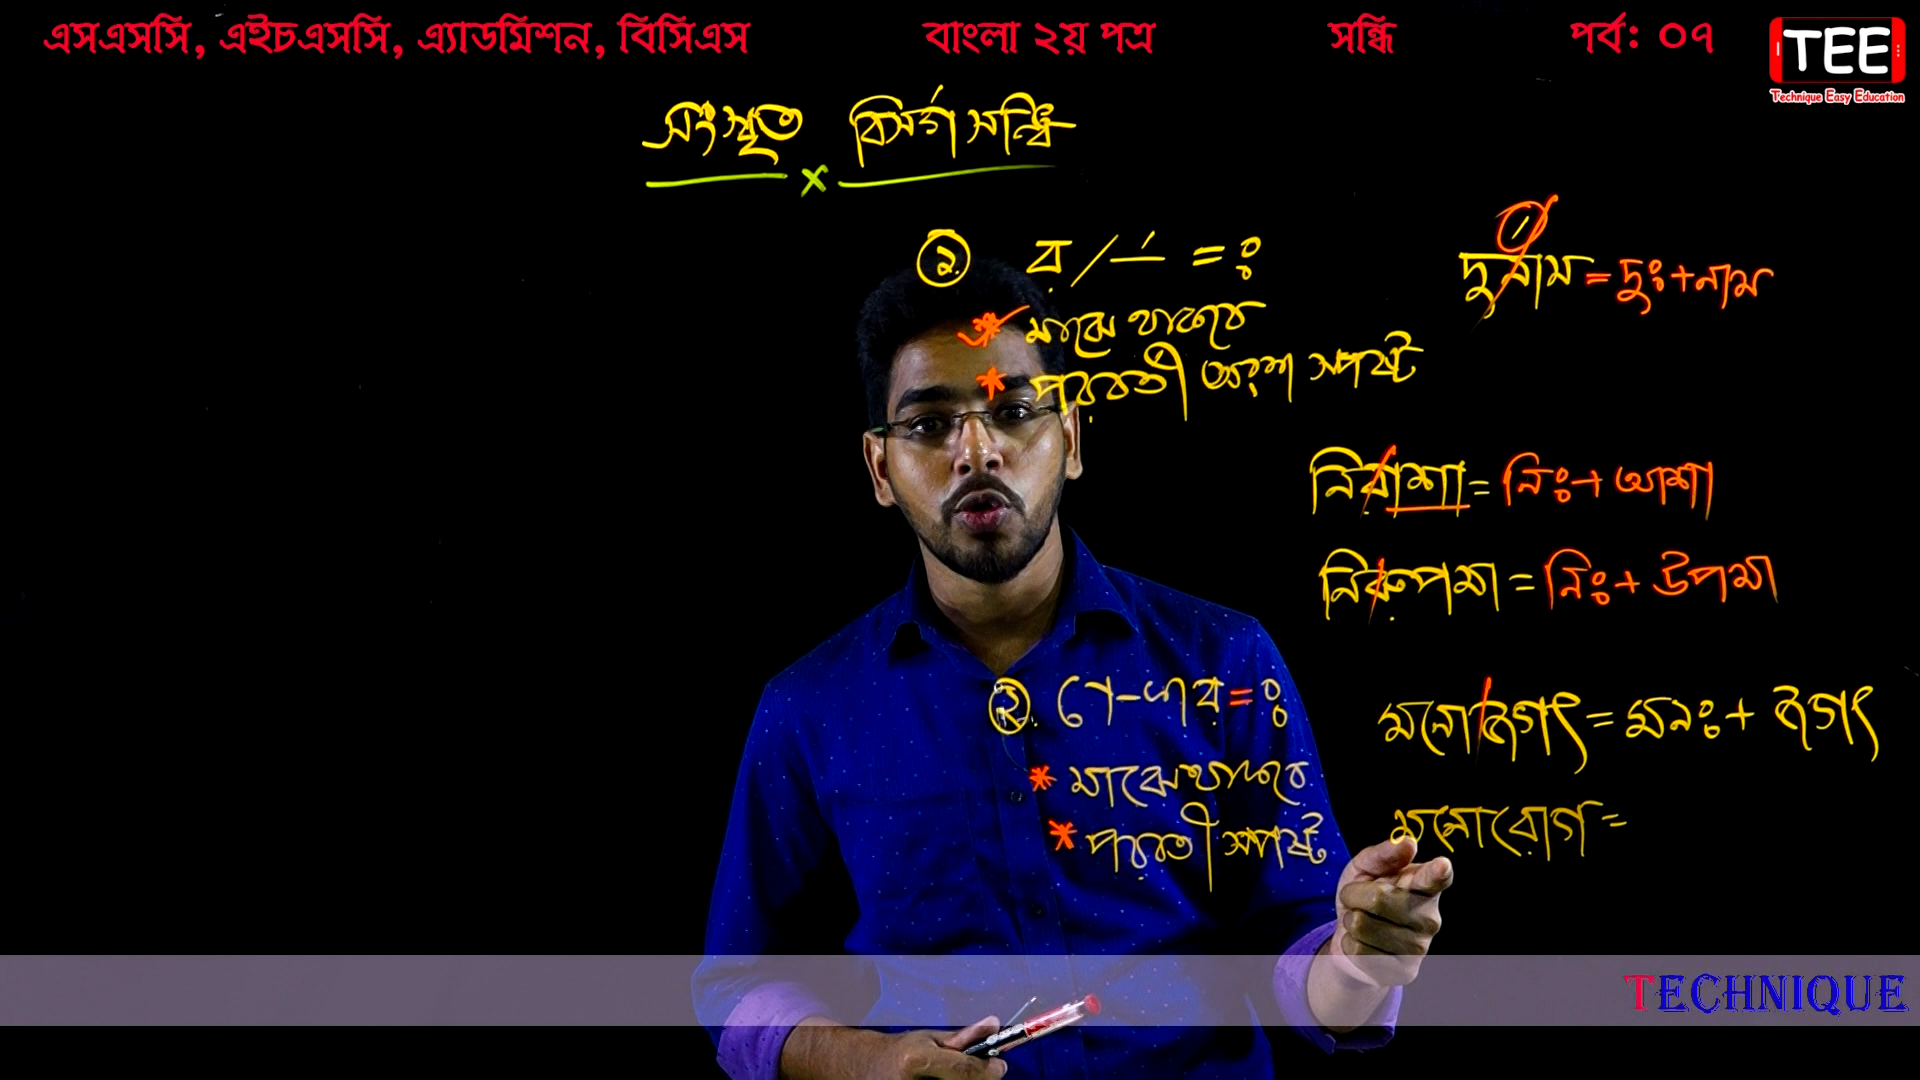 এসএসসি, এইচএসসি, এ্যাডমিশন, বিসিএস বাংলা ২য় পত্র সন্ধি পর্ব: ০৭
TEE
Technique Easy Education
সংস্কৃত বিসর্গ সন্ধি
×
২ র / র্ = ঃ
* মাঝে থাকবে
* পরবর্তী অংশ স্পষ্ট
দুর্নাম = দুঃ + নাম
নিরাশা = নিঃ + আশা
নিরুপমা = নিঃ + উপমা
২. ে-কার = ঃ
* মাঝে থাকবে
* পরবর্তী স্পষ্ট
মনোজগৎ = মনঃ + জগৎ
মনোরোগ =
TECHNIQUE